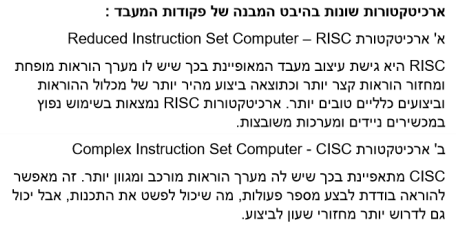 ארכיטקטורות שונות בהיבט המבנה של פקודות המעבד :
א' ארכיטקטורת Reduced Instruction Set Computer – RISC
RISC היא גישת עיצוב מעבד המאופיינת בכך שיש לו מערך הוראות מופחת
ומחזור הוראות קצר יותר וכתוצאה ביצוע מהיר יותר של מכלול ההוראות
וביצועים כלליים טובים יותר. ארכיטקטורות RISC נמצאות בשימוש נפוץ
במכשירים ניידים ומערכות משובצות.
ב' ארכיטקטורת Complex Instruction Set Computer - CISC
CISC מתאפיינת בכך שיש לה מערך הוראות מורכב ומגוון יותר. זה מאפשר
להוראה בודדת לבצע מספר פעולות, מה שיכול לפשט את התכנות, אבל יכול
גם לדרוש יותר מחזורי שעון לביצוע.